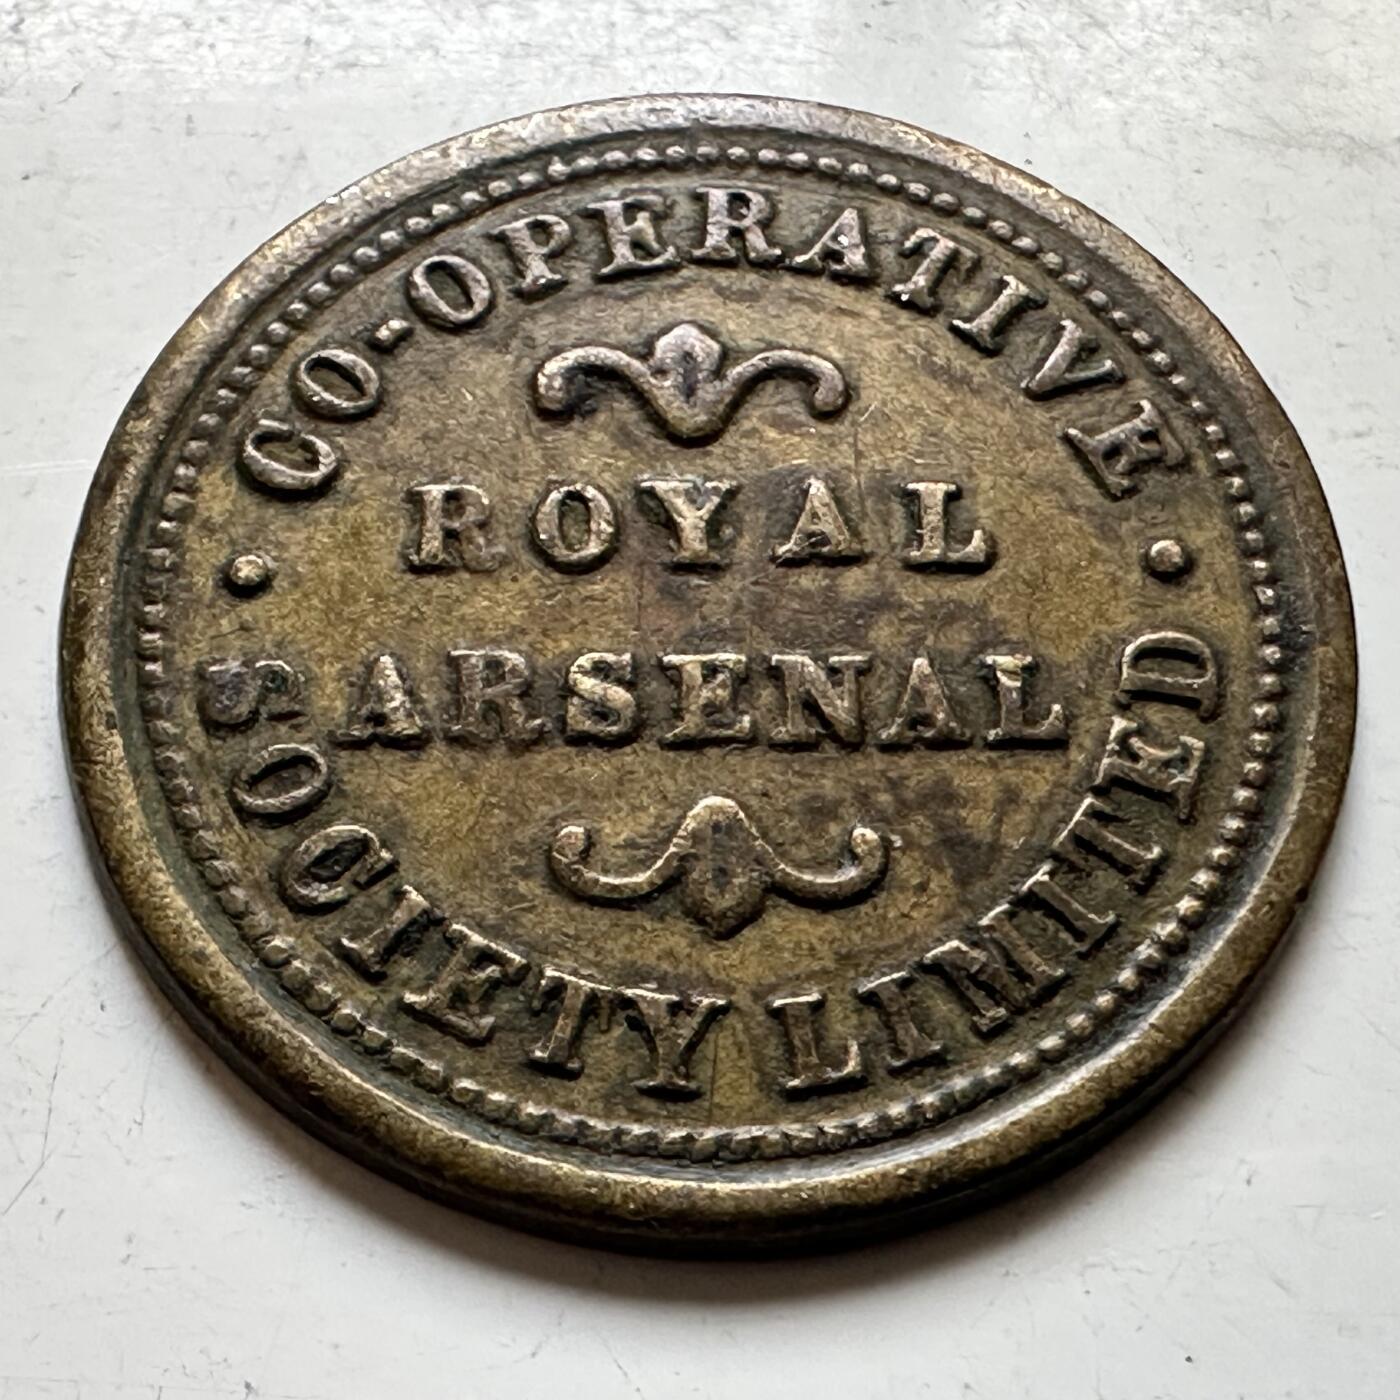 CO-OPERATIVE
ROYAL
ARSENAL
SOCIETY LIMITED